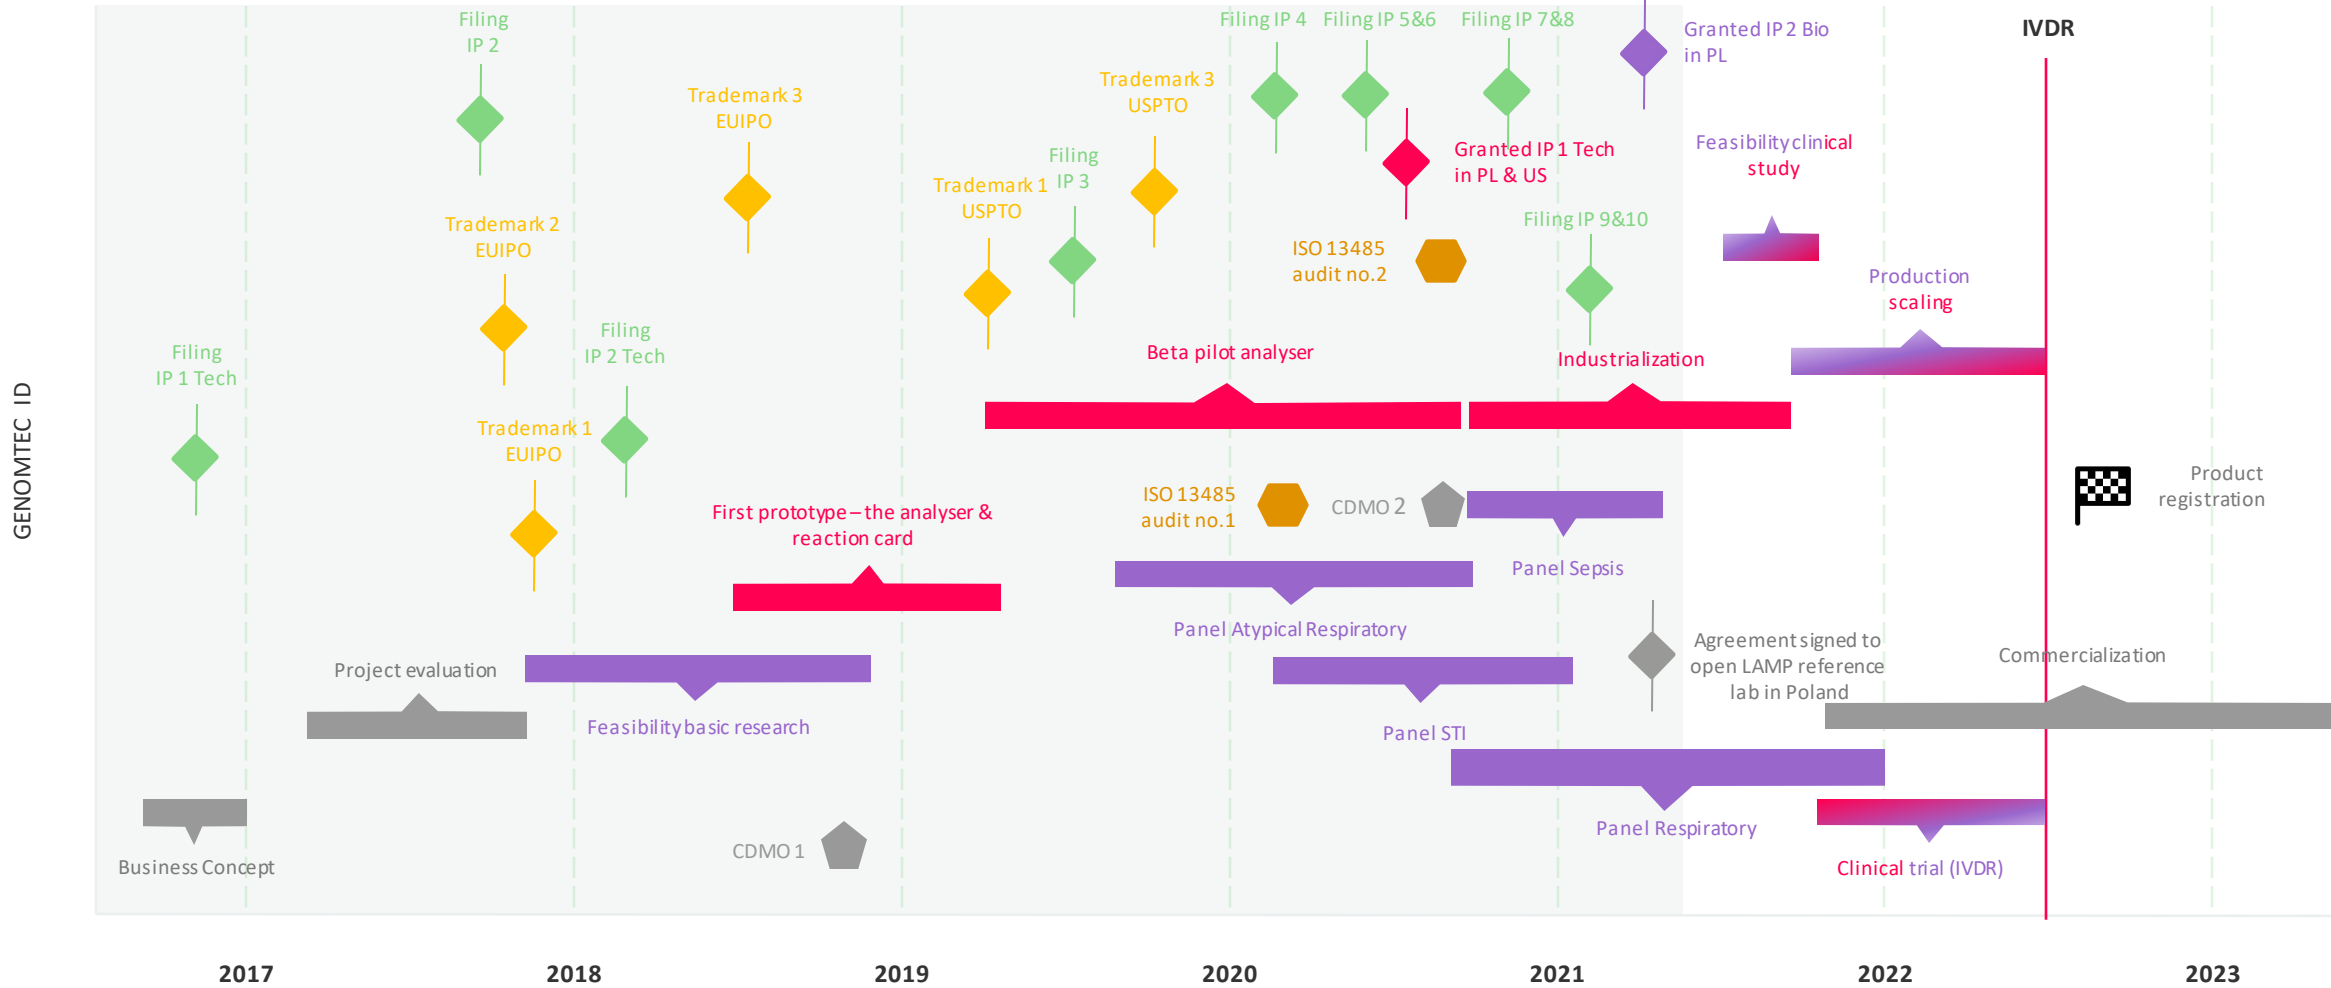 Filing
IP 2
Filing IP 4
Filing IP 5&6
Filing IP 7&8
Granted IP 2 Bio
in PL
IVDR
Trademark 3
EUIPO
Trademark 3
USPTO
Granted IP 1 Tech
in PL & US
Feasibility clinical
study
Filing
IP 3
Trademark 1
USPTO
Trademark 2
EUIPO
ISO 13485
audit no.2
Filing IP 9&10
Production
scaling
Filing
IP 1 Tech
Filing
IP 2 Tech
Beta pilot analyser
Industrialization
GENOMTEC ID
Trademark 1
EUIPO
First prototype – the analyser &
reaction card
ISO 13485
audit no.1
CDMO 2
Product
registration
Panel Sepsis
Panel Atypical Respiratory
Project evaluation
Agreement signed to
open LAMP reference
lab in Poland
Commercialization
Feasibility basic research
Panel STI
Panel Respiratory
Business Concept
CDMO 1
Clinical trial (IVDR)
2017
2018
2019
2020
2021
2022
2023